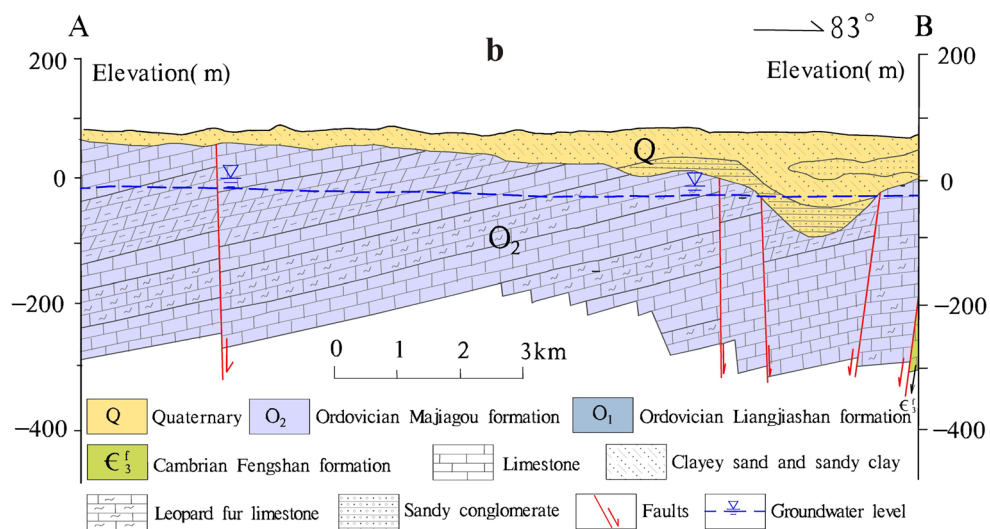 A
b
83°
B
200
Elevation( m)
Elevation( m)
200
100
100
Q
0
0
O₂
−200
−200
0 1 2 3km
Є₃ᶠ
Q Quaternary O₂ Ordovician Majiagou formation O₁ Ordovician Liangjiashan formation
−400
−400
Є₃ᶠ Cambrian Fengshan formation Limestone Clayey sand and sandy clay
Leopard fur limestone Sandy conglomerate Faults Groundwater level